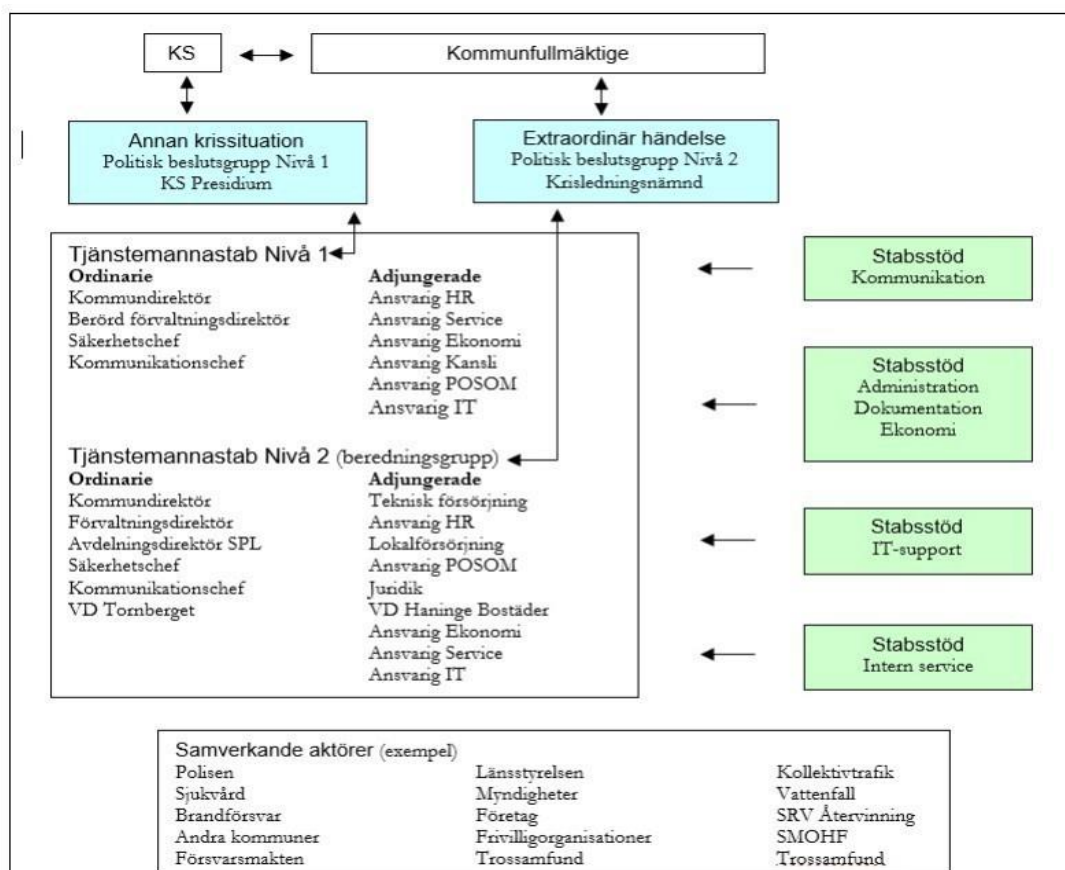 KS
Kommunfullmäktige
Annan krissituation
Politisk beslutsgrupp Nivå 1
KS Presidium
Extraordinär händelse
Politisk beslutsgrupp Nivå 2
Krisledningsnämnd
Tjänstemannastab Nivå 1
Ordinarie
Kommundirektör
Berörd förvaltningsdirektör
Säkerhetschef
Kommunikationschef
Adjungerade
Ansvarig HR
Ansvarig Service
Ansvarig Ekonomi
Ansvarig Kansli
Ansvarig POSOM
Ansvarig IT
Tjänstemannastab Nivå 2 (beredningsgrupp)
Ordinarie
Kommundirektör
Förvaltningsdirektör
Avdelningsdirektör SPL
Säkerhetschef
Kommunikationschef
VD Tornberget
Adjungerade
Teknisk försörjning
Ansvarig HR
Lokalförsörjning
Ansvarig POSOM
Juridik
VD Haninge Bostäder
Ansvarig Ekonomi
Ansvarig Service
Ansvarig IT
Stabsstöd
Kommunikation
Stabsstöd
Administration
Dokumentation
Ekonomi
Stabsstöd
IT-support
Stabsstöd
Intern service
Samverkande aktörer (exempel)
Polisen
Sjukvård
Brandförsvar
Andra kommuner
Försvarsmakten
Länsstyrelsen
Myndigheter
Företag
Frivilligorganisationer
Trossamfund
Kollektivtrafik
Vattenfall
SRV Återvinning
SMOHF
Trossamfund